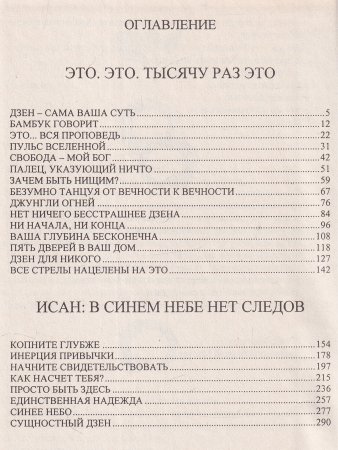 ОГЛАВЛЕНИЕ
ЭТО. ЭТО. ТЫСЯЧУ РАЗ ЭТО
ДЗЕН – САМА ВАША СУТЬ 5
БАМБУК ГОВОРИТ 12
ЭТО... ВСЯ ПРОПОВЕДЬ 22
ПУЛЬС ВСЕЛЕННОЙ 31
СВОБОДА – МОЙ БОГ 42
ПАЛЕЦ, УКАЗУЮЩИЙ НИЧТО 51
ЗАЧЕМ БЫТЬ НИЩИМ? 59
БЕЗУМНО ТАНЦУЯ ОТ ВЕЧНОСТИ К ВЕЧНОСТИ 67
ДЖУНГЛИ ОГНЕЙ 76
НЕТ НИЧЕГО БЕССТРАШНЕЕ ДЗЕНА 84
НИ НАЧАЛА, НИ КОНЦА 96
ВАША ГЛУБИНА БЕСКОНЕЧНА 108
ПЯТЬ ДВЕРЕЙ В ВАШ ДОМ 118
ДЗЕН ДЛЯ НИКОГО 127
ВСЕ СТРЕЛЫ НАЦЕЛЕНЫ НА ЭТО 142
ИСАН: В СИНЕМ НЕБЕ НЕТ СЛЕДОВ
КОПНИТЕ ГЛУБЖЕ 154
ИНЕРЦИЯ ПРИВЫЧКИ 178
НАЧНИТЕ СВИДЕТЕЛЬСТВОВАТЬ 197
КАК НАСЧЕТ ТЕБЯ? 215
ПРОСТО БЫТЬ ЗДЕСЬ 236
ЕДИНСТВЕННАЯ НАДЕЖДА 257
СИНЕЕ НЕБО 277
СУЩНОСТНЫЙ ДЗЕН 290